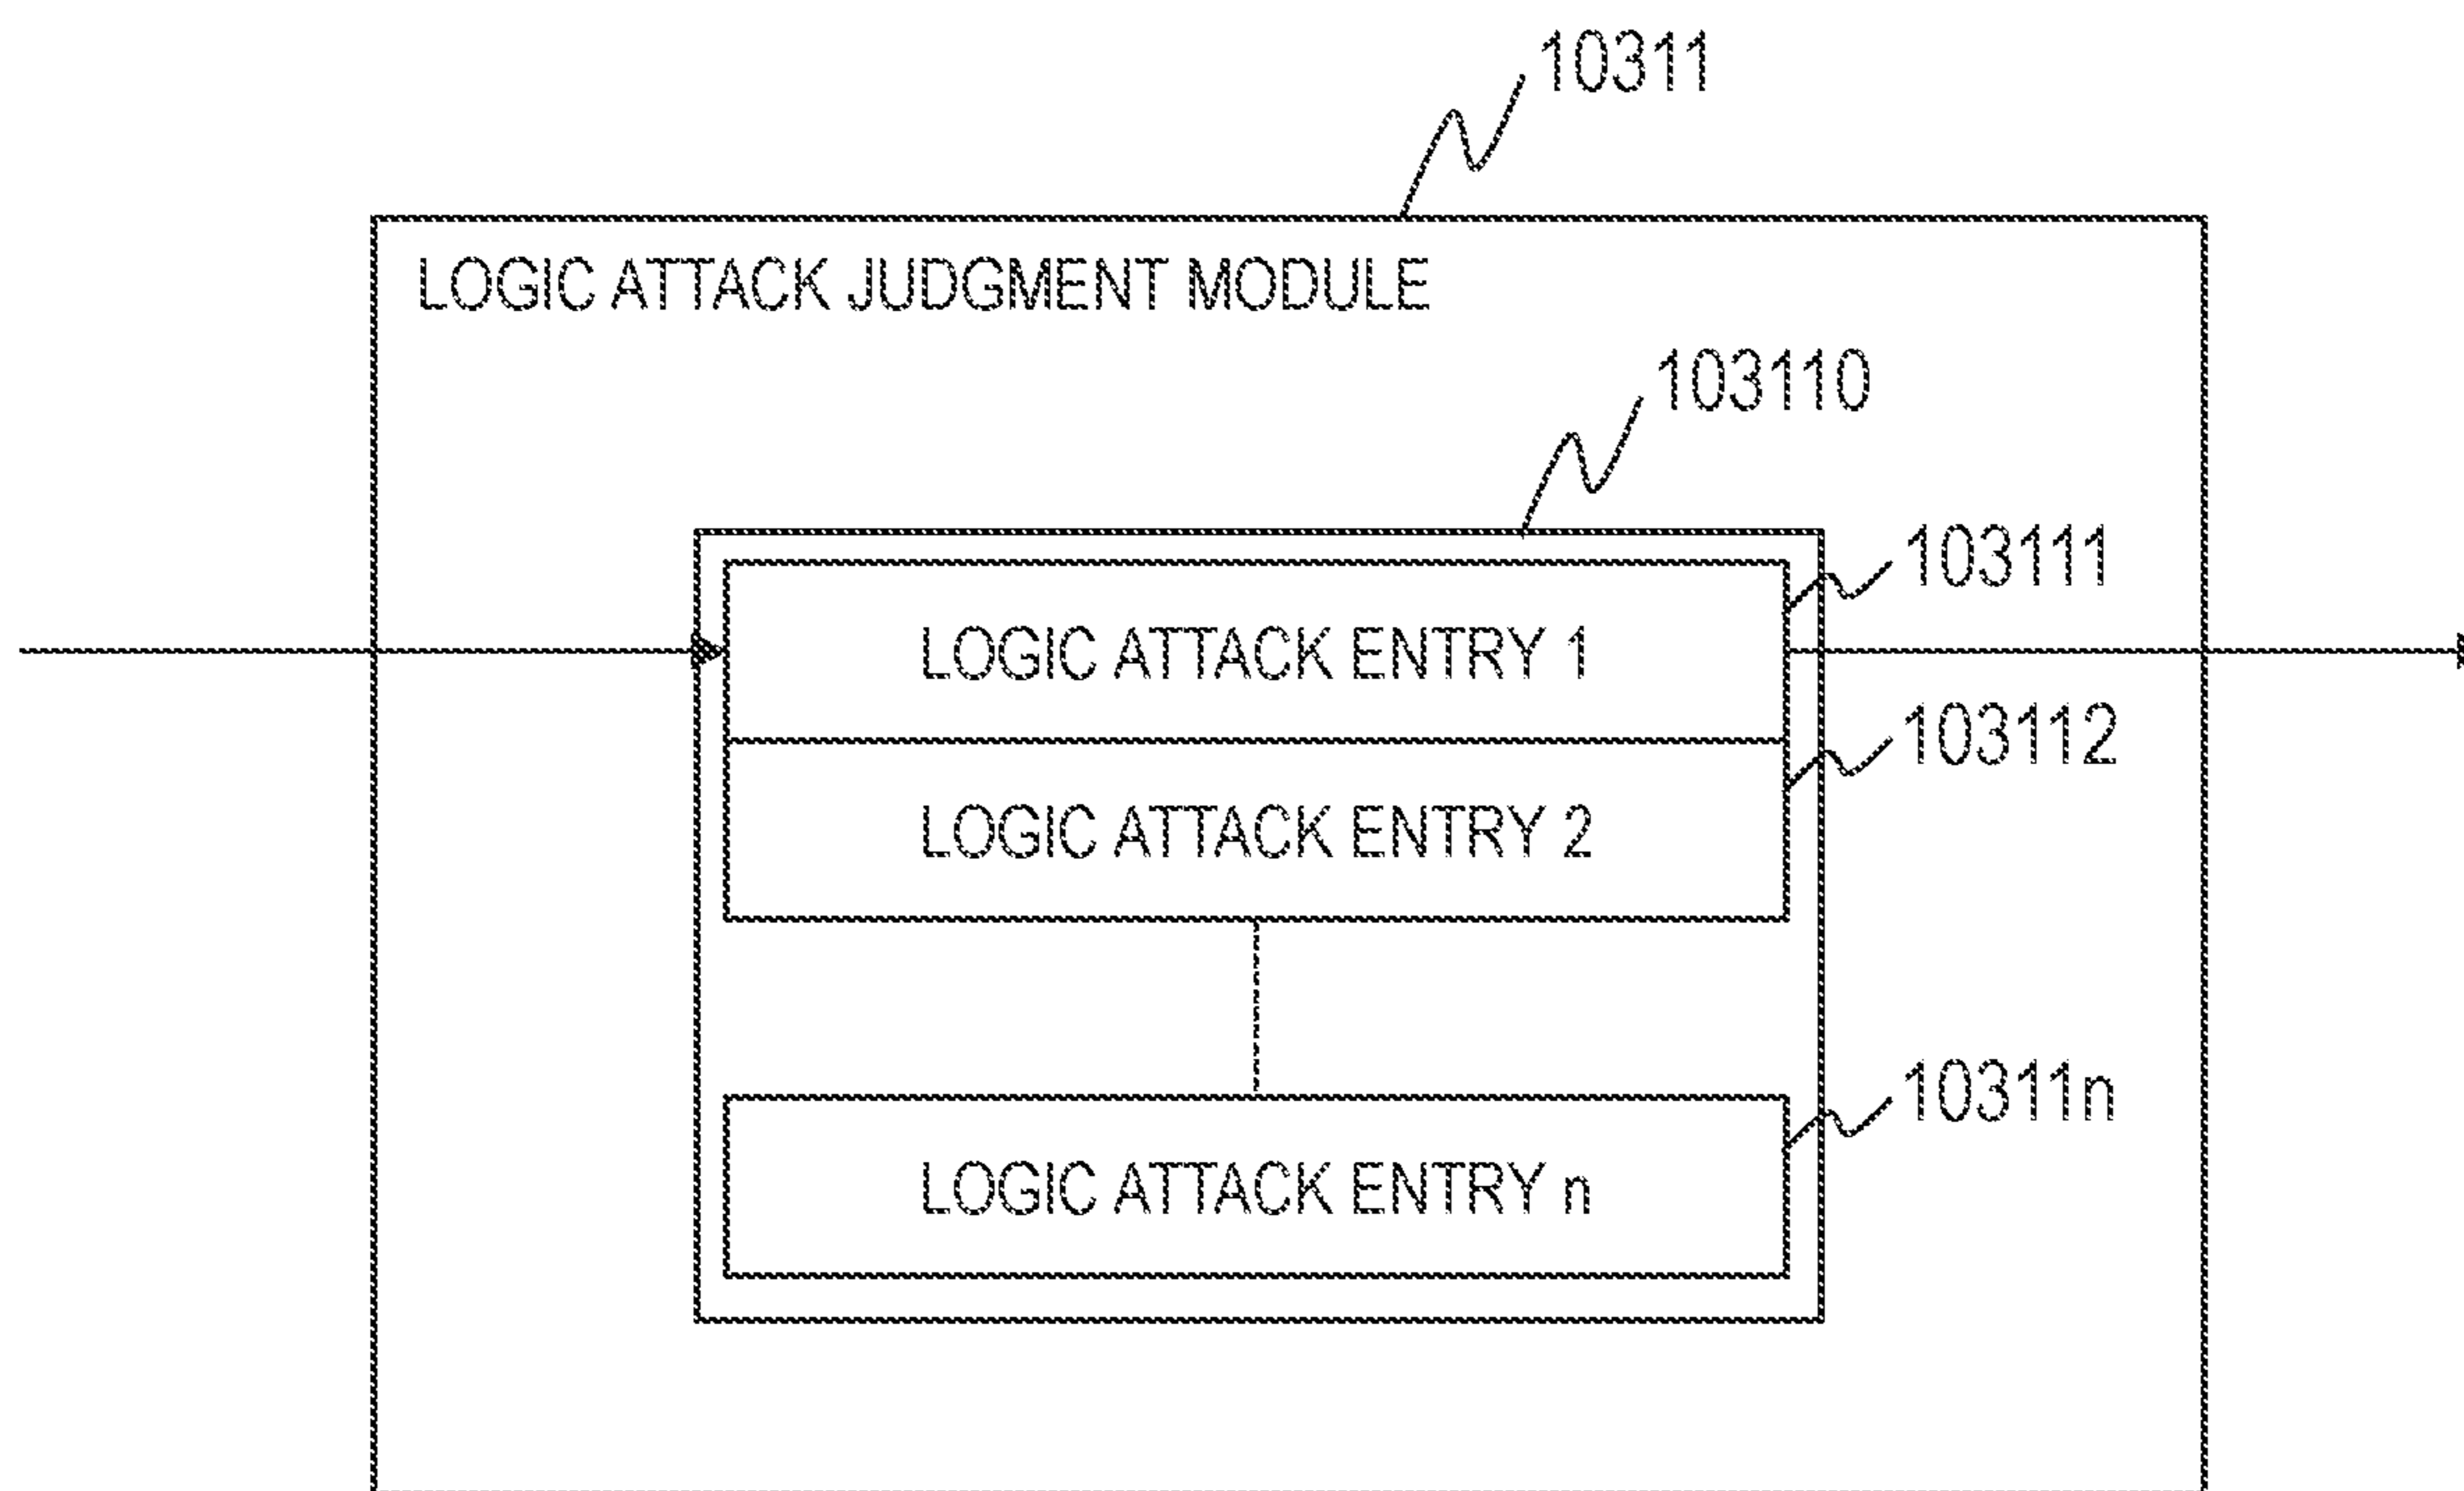 10311
LOGIC ATTACK JUDGMENT MODULE
103110
103111
LOGIC ATTACK ENTRY 1
103112
LOGIC ATTACK ENTRY 2
10311n
LOGIC ATTACK ENTRY n